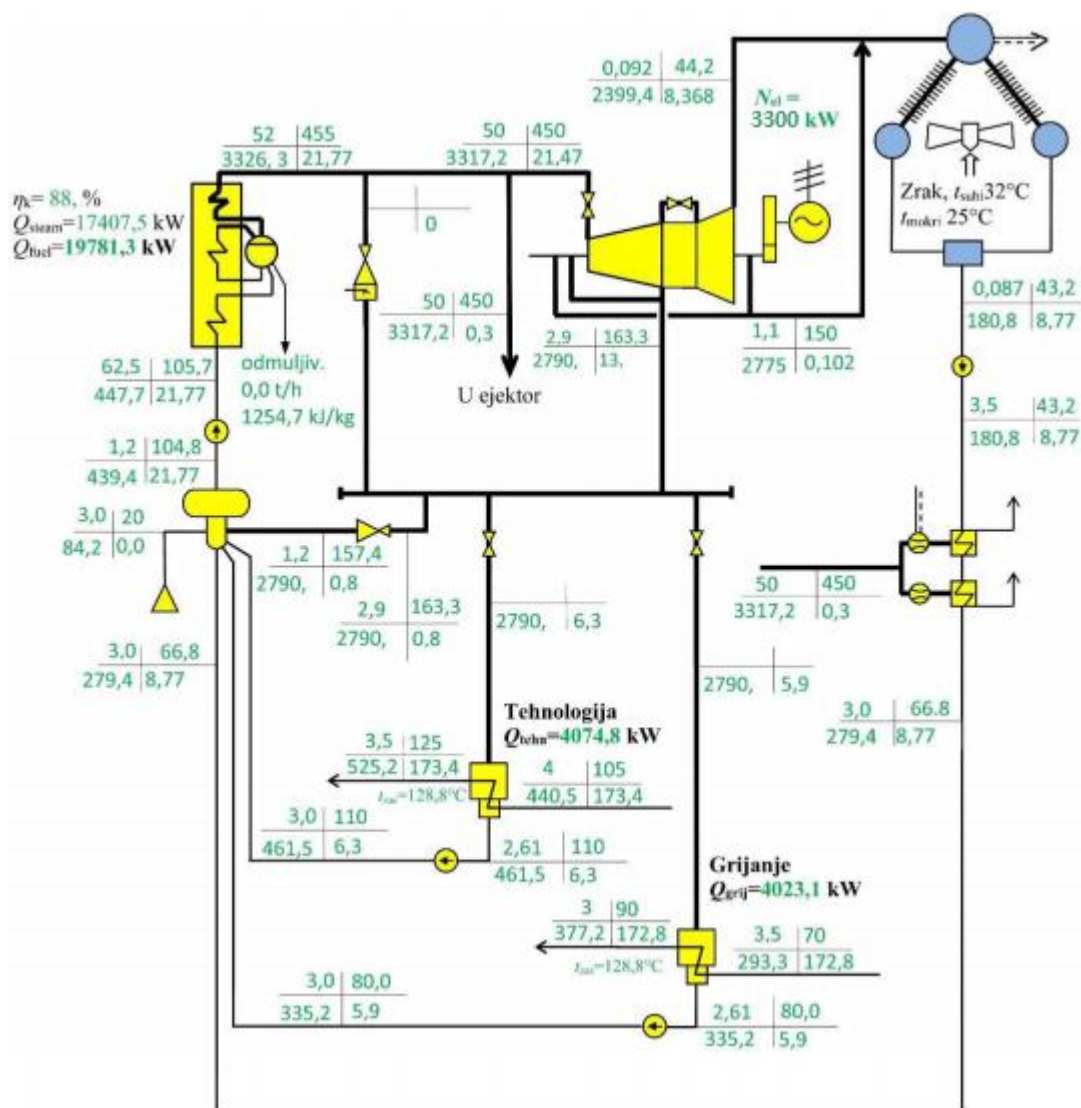 0,092 44,2
2399,4 8,368
N_el =
3300 kW
52 455
3326, 3 21,77
50 450
3317,2 21,47
η_k= 88, %
Q_steam=17407,5 kW
Q_fuel=19781,3 kW
0
Zrak, t_suhi 32°C
t_mokri 25°C
50 450
3317,2 0,3
2,9 163,3
2790, 13,
1,1 150
2775 0,102
0,087 43,2
180,8 8,77
62,5 105,7
447,7 21,77
odmuljiv.
0,0 t/h
1254,7 kJ/kg
U ejektor
3,5 43,2
180,8 8,77
1,2 104,8
439,4 21,77
3,0 20
84,2 0,0
1,2 157,4
2790, 0,8
2,9 163,3
2790, 0,8
2790, 6,3
50 450
3317,2 0,3
3,0 66,8
279,4 8,77
2790, 5,9
3,0 66.8
279,4 8,77
Tehnologija
Q_tehn=4074,8 kW
3,5 125
525,2 173,4
t_zas=128,8°C
4 105
440,5 173,4
3,0 110
461,5 6,3
2,61 110
461,5 6,3
Grijanje
Q_grij=4023,1 kW
3 90
377,2 172,8
t_zas=128,8°C
3,5 70
293,3 172,8
3,0 80,0
335,2 5,9
2,61 80,0
335,2 5,9